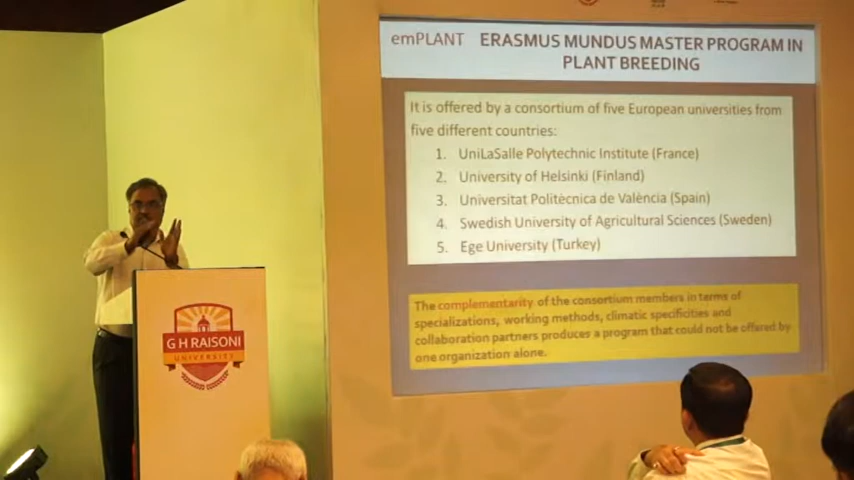 emPLANT ERASMUS MUNDUS MASTER PROGRAM IN
PLANT BREEDING
It is offered by a consortium of five European universities from
five different countries:
1. UniLaSalle Polytechnic Institute (France)
2. University of Helsinki (Finland)
3. Universitat Politècnica de València (Spain)
4. Swedish University of Agricultural Sciences (Sweden)
5. Ege University (Turkey)
The complementarity of the consortium members in terms of
specializations, working methods, climatic specificities and
collaboration partners produces a program that could not be offered by
one organization alone.
G H RAISONI
UNIVERSITY